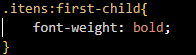 .itens:first-child{
    font-weight: bold;
}